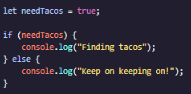 let needTacos = true;

if (needTacos) {
    console.log("Finding tacos");
} else {
    console.log("Keep on keeping on!");
}